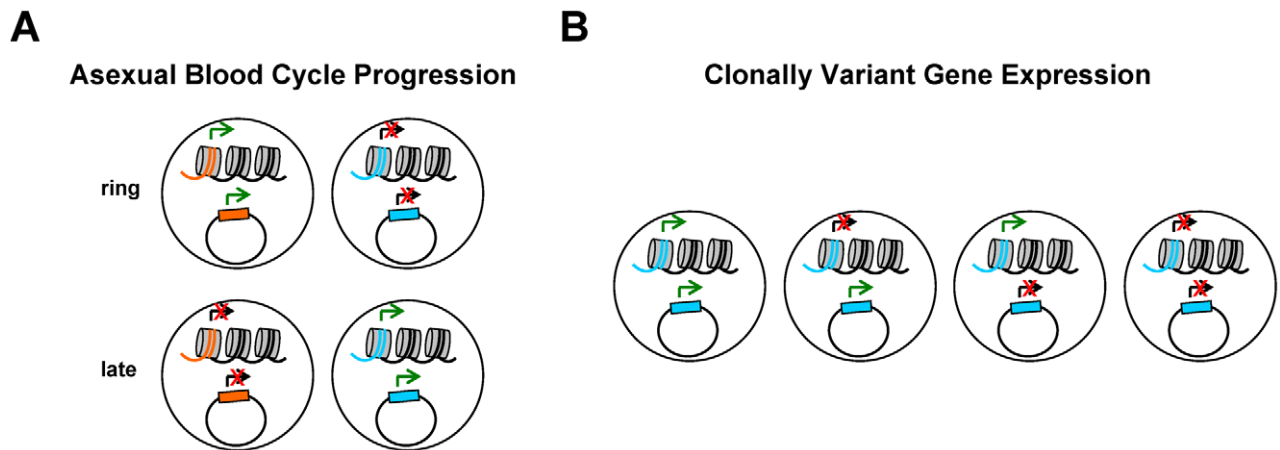 A
Asexual Blood Cycle Progression
ring
late
B
Clonally Variant Gene Expression